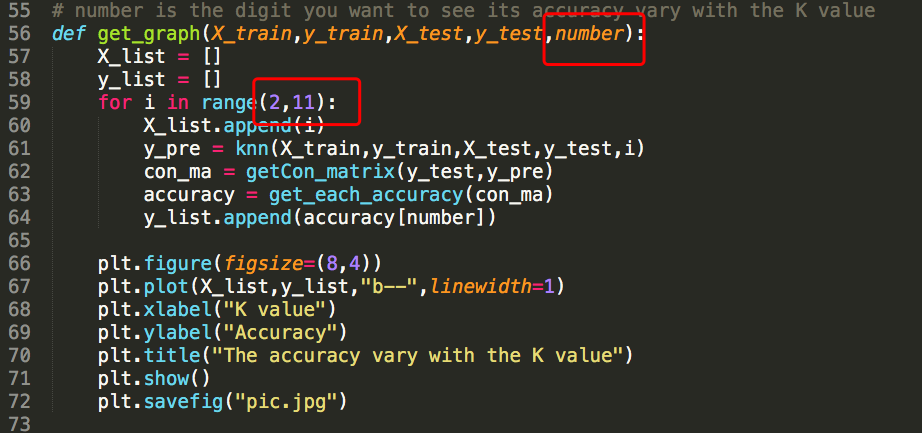 55 # number is the digit you want to see its accuracy vary with the K value
56 def get_graph(X_train,y_train,X_test,y_test,number):
57     X_list = []
58     y_list = []
59     for i in range(2,11):
60         X_list.append(i)
61         y_pre = knn(X_train,y_train,X_test,y_test,i)
62         con_ma = getCon_matrix(y_test,y_pre)
63         accuracy = get_each_accuracy(con_ma)
64         y_list.append(accuracy[number])
65
66     plt.figure(figsize=(8,4))
67     plt.plot(X_list,y_list,"b--",linewidth=1)
68     plt.xlabel("K value")
69     plt.ylabel("Accuracy")
70     plt.title("The accuracy vary with the K value")
71     plt.show()
72     plt.savefig("pic.jpg")
73